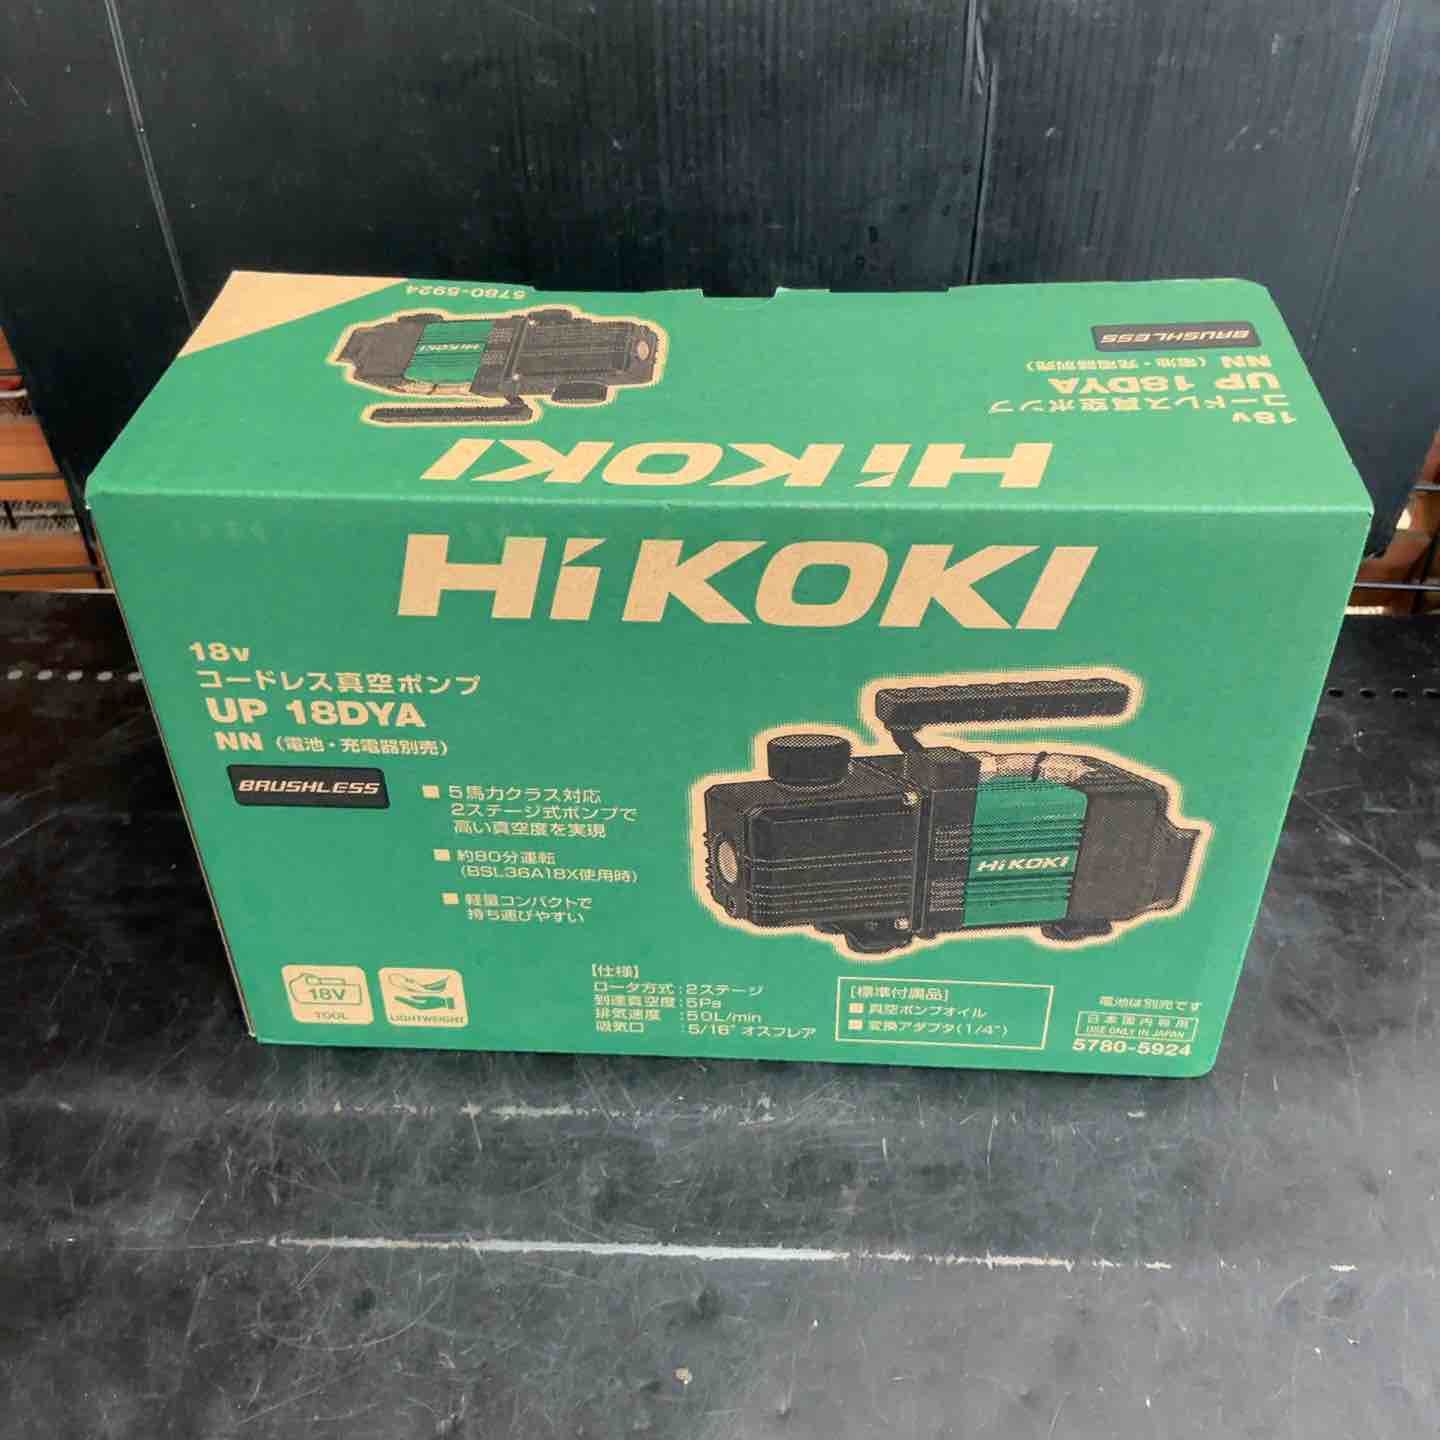 5780-5924
HiKOKI
BRUSHLESS
NN (電池・充電器別売)
UP 18DYA
コードレス真空ポンプ
18v
HiKOKI
HiKOKI
18v
コードレス真空ポンプ
UP 18DYA
NN (電池・充電器別売)
BRUSHLESS
■ 5馬力クラス対応
2ステージ式ポンプで
高い真空度を実現
■ 約80分運転
(BSL36A18X使用時)
■ 軽量コンパクトで
持ち運びやすい
HiKOKI
18V
TOOL
LIGHTWEIGHT
【仕様】
ロータ方式:2ステージ
到達真空度:5Pa
排気速度:50L/min
吸気口:5/16"オスフレア
[標準付属品]
■ 真空ポンプオイル
■ 変換アダプタ(1/4")
電池は別売です
日本国内専用
USE ONLY IN JAPAN
5780-5924